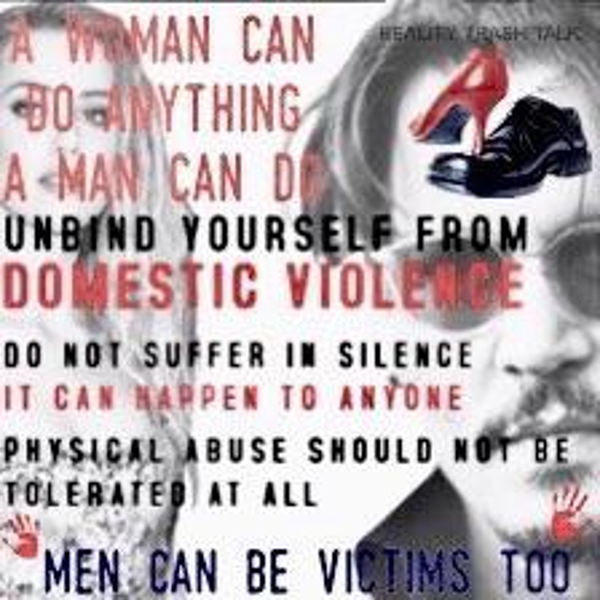 REALITY TRASH TALK
A WOMAN CAN
DO ANYTHING
A MAN CAN DO
UNBIND YOURSELF FROM
DOMESTIC VIOLENCE
DO NOT SUFFER IN SILENCE
IT CAN HAPPEN TO ANYONE
PHYSICAL ABUSE SHOULD NOT BE
TOLERATED AT ALL
MEN CAN BE VICTIMS TOO